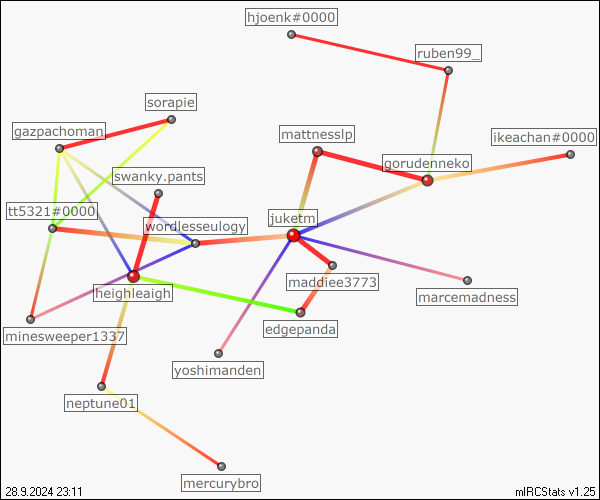 hjoenk#0000
ruben99_
sorapie
gazpachoman
mattnesslp
ikeachan#0000
gorudenneko
swanky.pants
tt5321#0000
juketm
wordlesseulogy
maddiee3773
heighleaigh
marcemadness
edgepanda
minesweeper1337
yoshimanden
neptune01
mercurybro
28.9.2024 23:11
mIRCStats v1.25